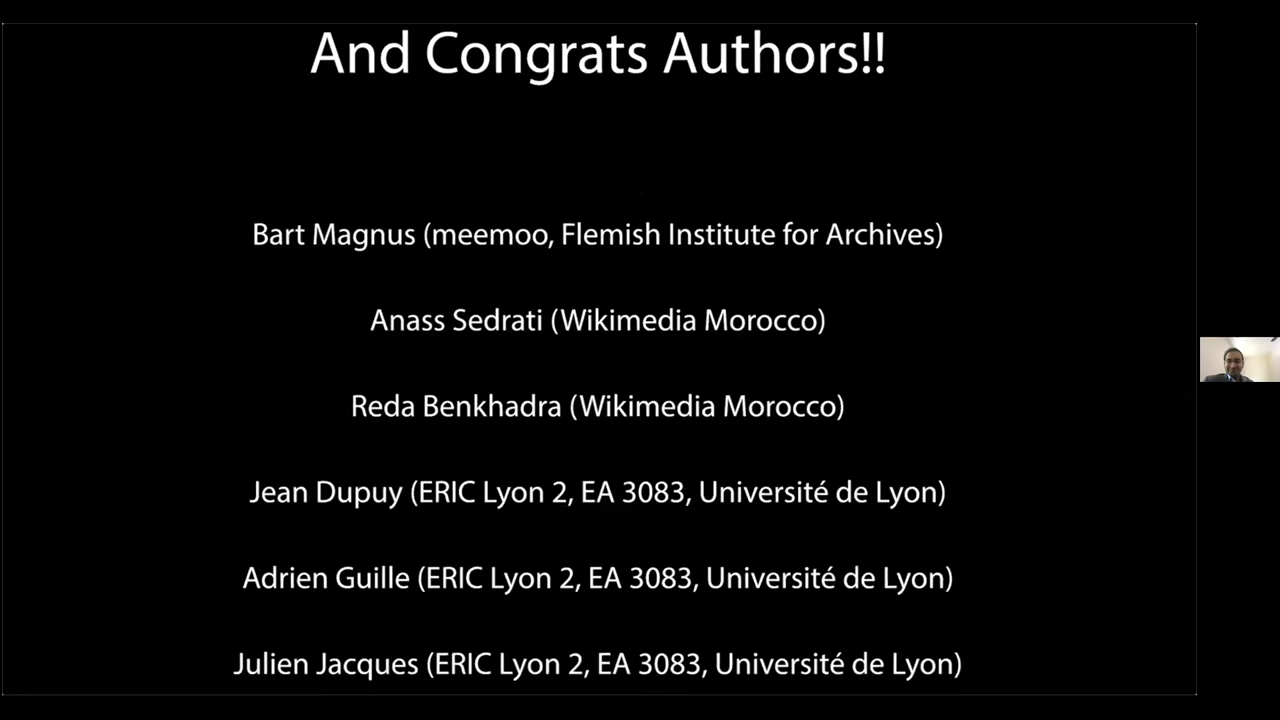 And Congrats Authors!!
Bart Magnus (meemoo, Flemish Institute for Archives)
Anass Sedrati (Wikimedia Morocco)
Reda Benkhadra (Wikimedia Morocco)
Jean Dupuy (ERIC Lyon 2, EA 3083, Université de Lyon)
Adrien Guille (ERIC Lyon 2, EA 3083, Université de Lyon)
Julien Jacques (ERIC Lyon 2, EA 3083, Université de Lyon)